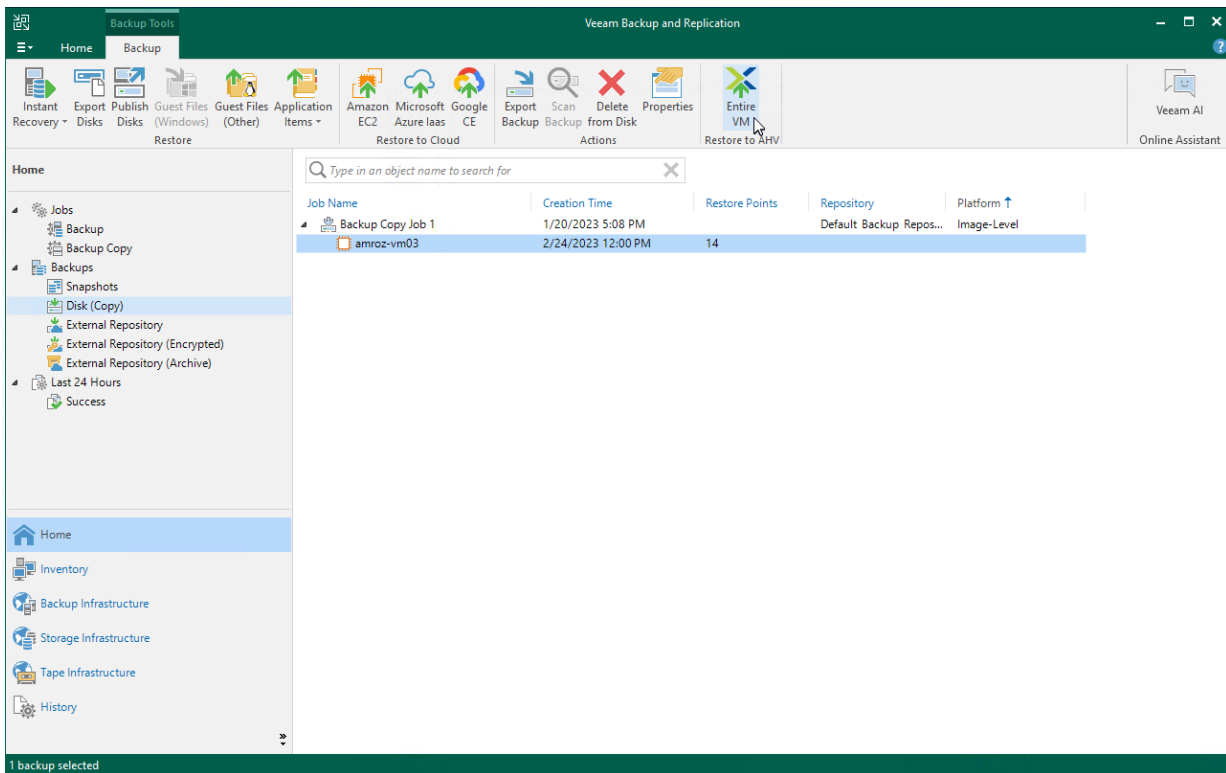 Backup Tools
Veeam Backup and Replication
Home Backup
Instant Recovery
Export Disks
Publish Disks
Guest Files (Windows)
Guest Files (Other)
Application Items
Restore
Amazon EC2
Microsoft Azure Iaas
Google CE
Restore to Cloud
Export Backup
Scan Backup
Delete from Disk
Properties
Actions
Entire VM
Restore to AHV
Veeam AI
Online Assistant
Home
Type in an object name to search for
Jobs
Backup
Backup Copy
Backups
Snapshots
Disk (Copy)
External Repository
External Repository (Encrypted)
External Repository (Archive)
Last 24 Hours
Success
Job Name Creation Time Restore Points Repository Platform
Backup Copy Job 1 1/20/2023 5:08 PM Default Backup Repos... Image-Level
amroz-vm03 2/24/2023 12:00 PM 14
Home
Inventory
Backup Infrastructure
Storage Infrastructure
Tape Infrastructure
History
1 backup selected